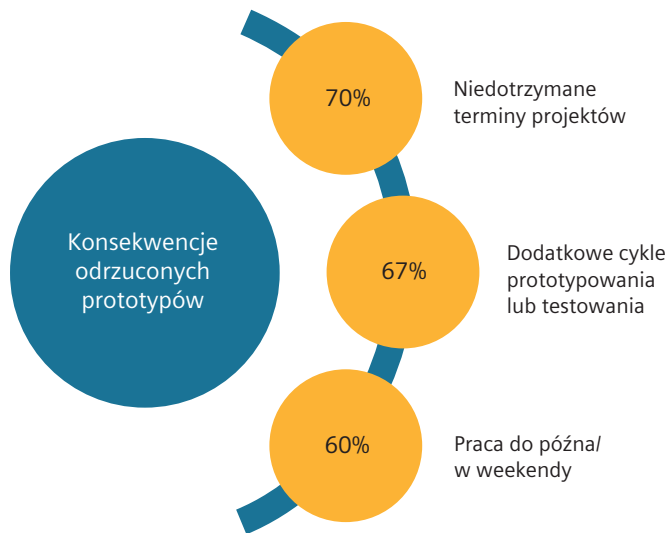 Konsekwencje
odrzuconych
prototypów
70%
Niedotrzymane
terminy projektów
67%
Dodatkowe cykle
prototypowania
lub testowania
60%
Praca do późna/
w weekendy